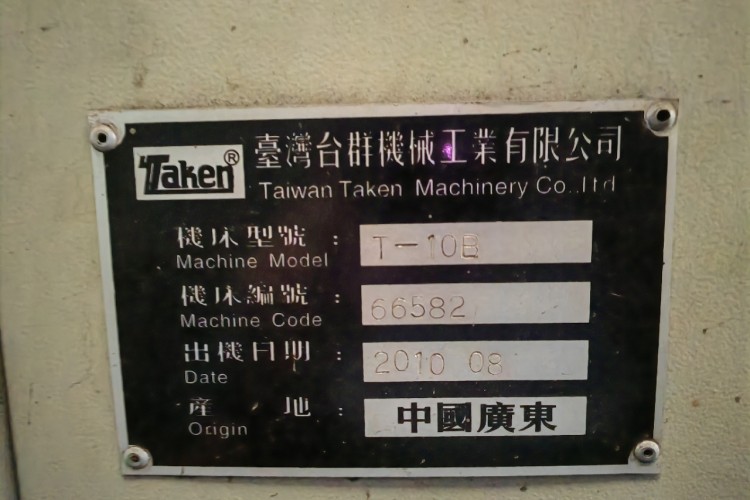 Taken® 臺灣台群機械工業有限公司
Taiwan Taken Machinery Co.,Ltd
機床型號 : T-10B
Machine Model
機床編號 : 66582
Machine Code
出機日期 : 2010 08
Date
產 地 : 中國廣東
Origin